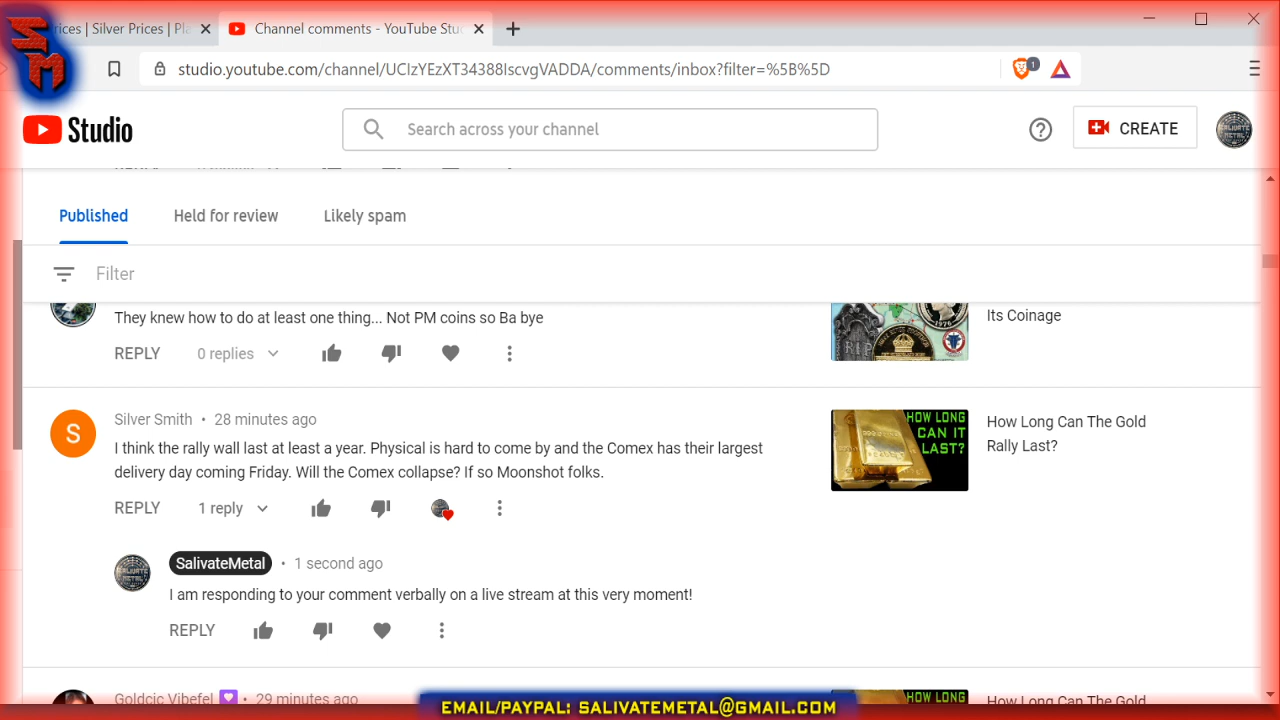 SM
rices | Silver Prices | Pla
Channel comments - YouTube Stu
studio.youtube.com/channel/UCIzYEzXT34388IscvgVADDA/comments/inbox?filter=%5B%5D
1
Studio
Search across your channel
CREATE
Published
Held for review
Likely spam
Filter
They knew how to do at least one thing... Not PM coins so Ba bye
REPLY
0 replies
RIP
1976
Its Coinage
S
Silver Smith • 28 minutes ago
I think the rally wall last at least a year. Physical is hard to come by and the Comex has their largest
delivery day coming Friday. Will the Comex collapse? If so Moonshot folks.
REPLY
1 reply
HOW LONG
CAN IT
LAST?
How Long Can The Gold
Rally Last?
SalivateMetal • 1 second ago
I am responding to your comment verbally on a live stream at this very moment!
REPLY
Goldcic Vibefel • 29 minutes ago
HOW LONG
How Long Can The Gold
EMAIL/PAYPAL: SALIVATEMETAL@GMAIL.COM